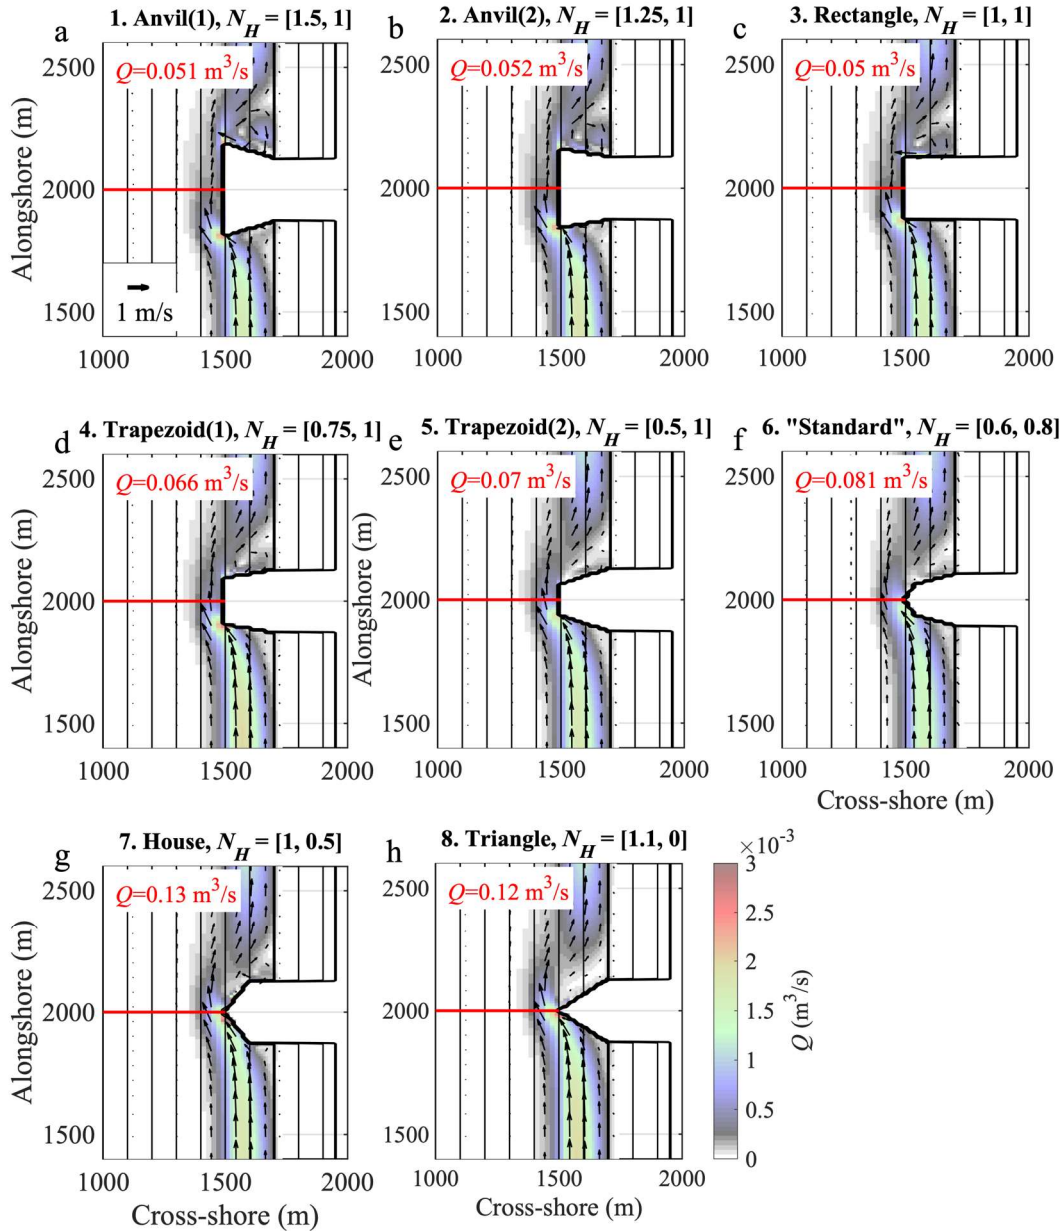 1. Anvil(1), N_H = [1.5, 1]
2. Anvil(2), N_H = [1.25, 1]
3. Rectangle, N_H = [1, 1]
a
b
c
Q=0.051 m³/s
Q=0.052 m³/s
Q=0.05 m³/s
2500
2000
1500
Alongshore (m)
1 m/s
1000 1500 2000
2500
2000
1500
1000 1500 2000
2500
2000
1500
1000 1500 2000
4. Trapezoid(1), N_H = [0.75, 1]
5. Trapezoid(2), N_H = [0.5, 1]
6. "Standard", N_H = [0.6, 0.8]
d
e
f
Q=0.066 m³/s
Q=0.07 m³/s
Q=0.081 m³/s
2500
2000
1500
Alongshore (m)
1000 1500 2000
Alongshore (m)
1000 1500 2000
2500
2000
1500
1000 1500 2000
Cross-shore (m)
7. House, N_H = [1, 0.5]
8. Triangle, N_H = [1.1, 0]
g
h
Q=0.13 m³/s
Q=0.12 m³/s
2500
2000
1500
Alongshore (m)
1000 1500 2000
Cross-shore (m)
2500
2000
1500
1000 1500 2000
Cross-shore (m)
×10⁻³
3
2.5
2
1.5
1
0.5
0
Q (m³/s)